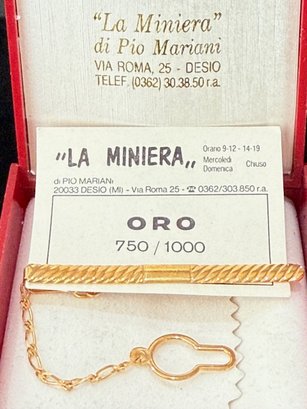 "La Miniera"
di Pio Mariani
VIA ROMA, 25 - DESIO
TELEF. (0362) 30.38.50 r.a.
"LA MINIERA„
Orario 9-12 - 14-19
Mercoledì
Domenica Chiuso
di PIO MARIANI
20033 DESIO (MI) - Via Roma 25 - ☎ 0362/303.850 r.a.
ORO
750 / 1000